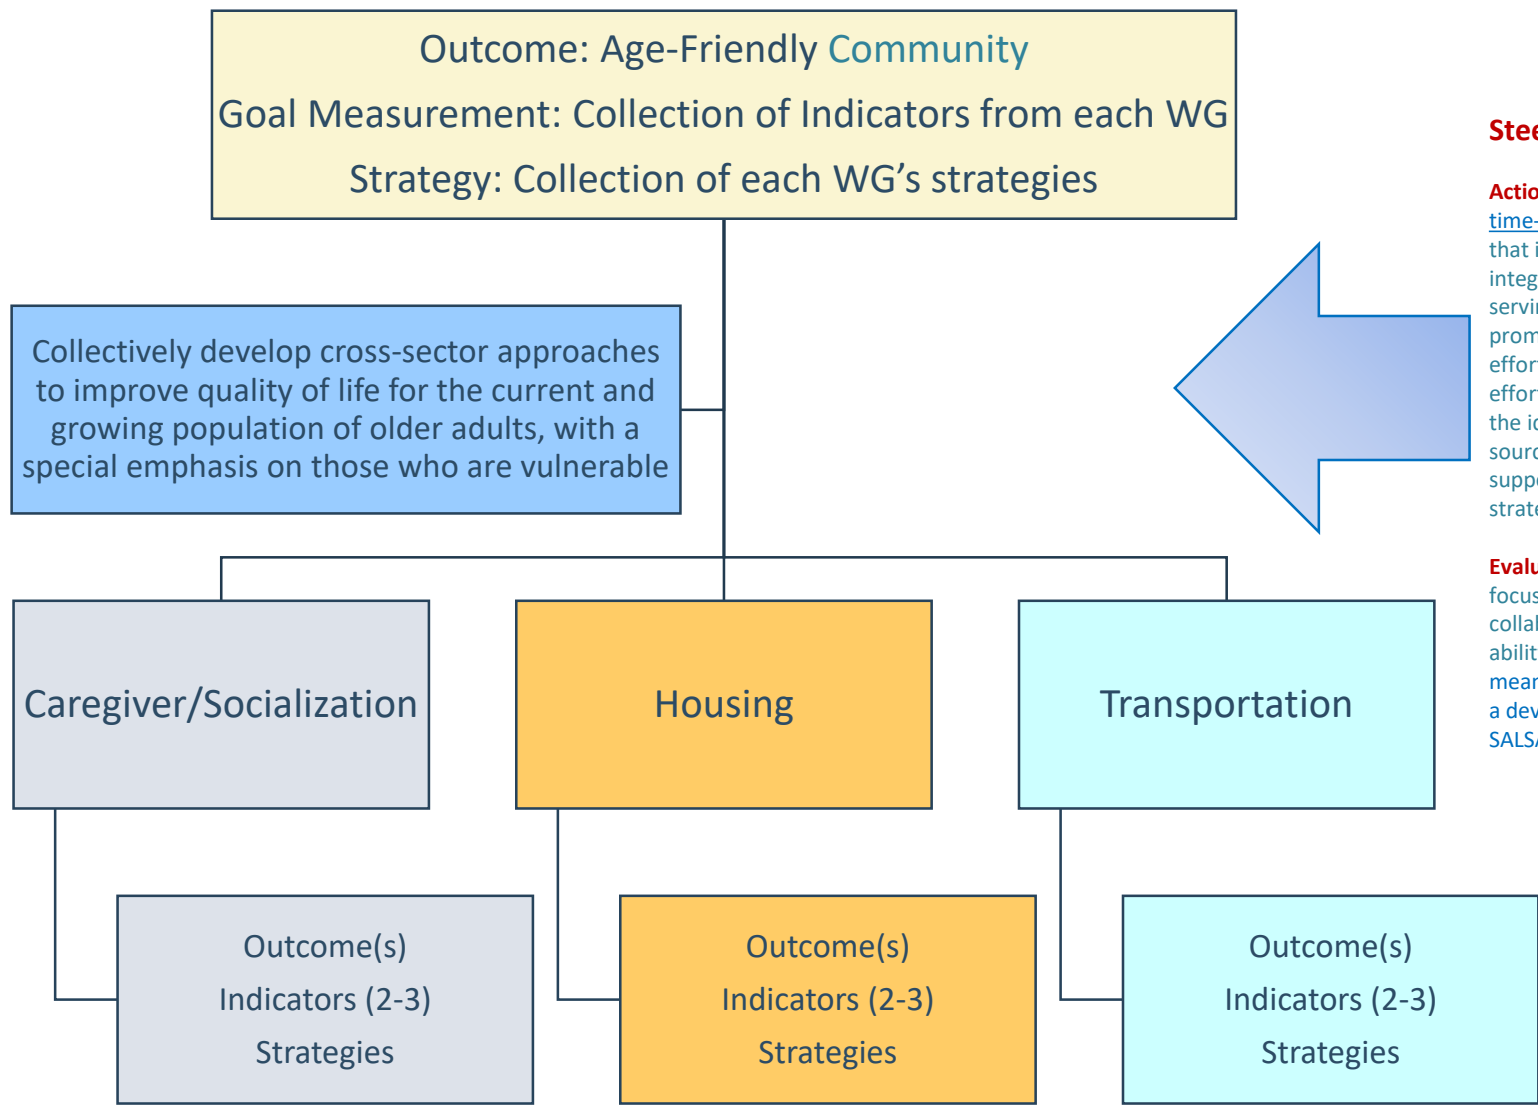 Outcome: Age-Friendly Community
Goal Measurement: Collection of Indicators from each WG
Strategy: Collection of each WG's strategies
Collectively develop cross-sector approaches
to improve quality of life for the current and
growing population of older adults, with a
special emphasis on those who are vulnerable
Caregiver/Socialization
Housing
Transportation
Outcome(s)
Indicators (2-3)
Strategies
Outcome(s)
Indicators (2-3)
Strategies
Outcome(s)
Indicators (2-3)
Strategies
time-
that
the
a